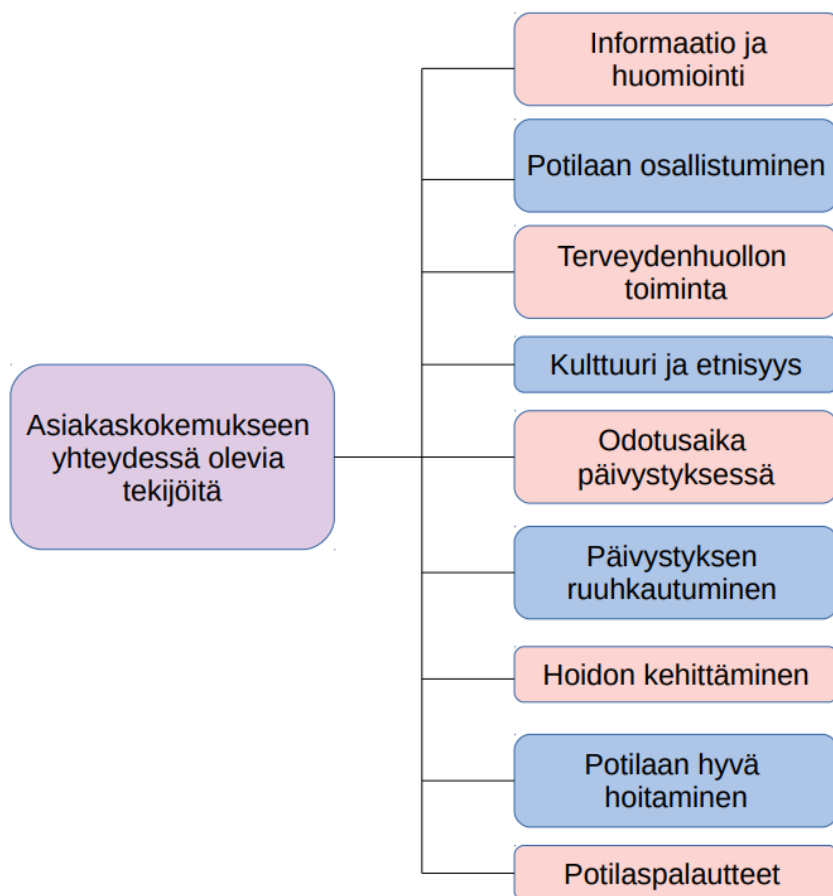 Informaatio ja
huomiointi
Potilaan osallistuminen
Terveydenhuollon
toiminta
Kulttuuri ja etnisyys
Asiakaskokemukseen
yhteydessä olevia
tekijöitä
Odotusaika
päivystyksessä
Päivystyksen
ruuhkautuminen
Hoidon kehittäminen
Potilaan hyvä
hoitaminen
Potilaspalautteet